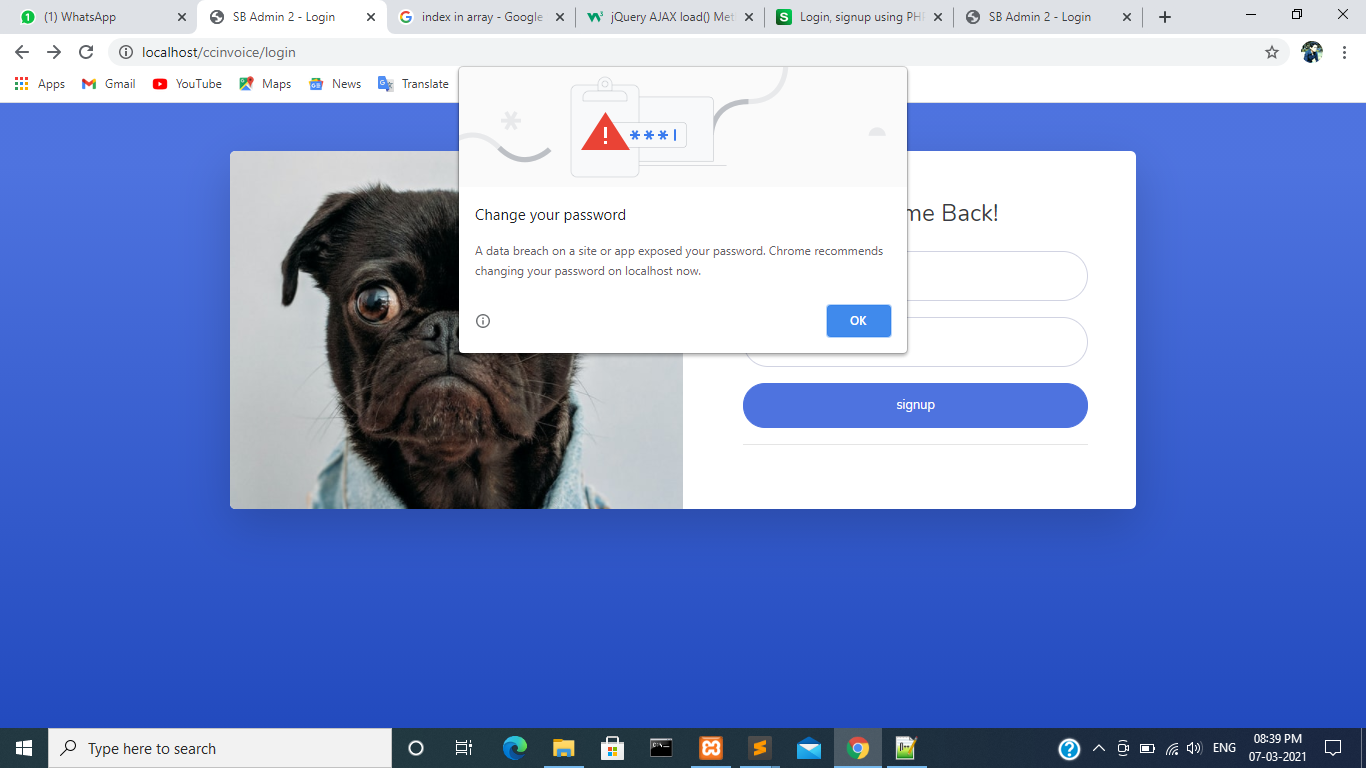 (1) WhatsApp
SB Admin 2 - Login
index in array - Google
jQuery AJAX load() Met
Login, signup using PH
SB Admin 2 - Login
localhost/ccinvoice/login
Apps
Gmail
YouTube
Maps
News
Translate
***|
Change your password
A data breach on a site or app exposed your password. Chrome recommends
changing your password on localhost now.
OK
me Back!
signup
Type here to search
ENG
08:39 PM
07-03-2021